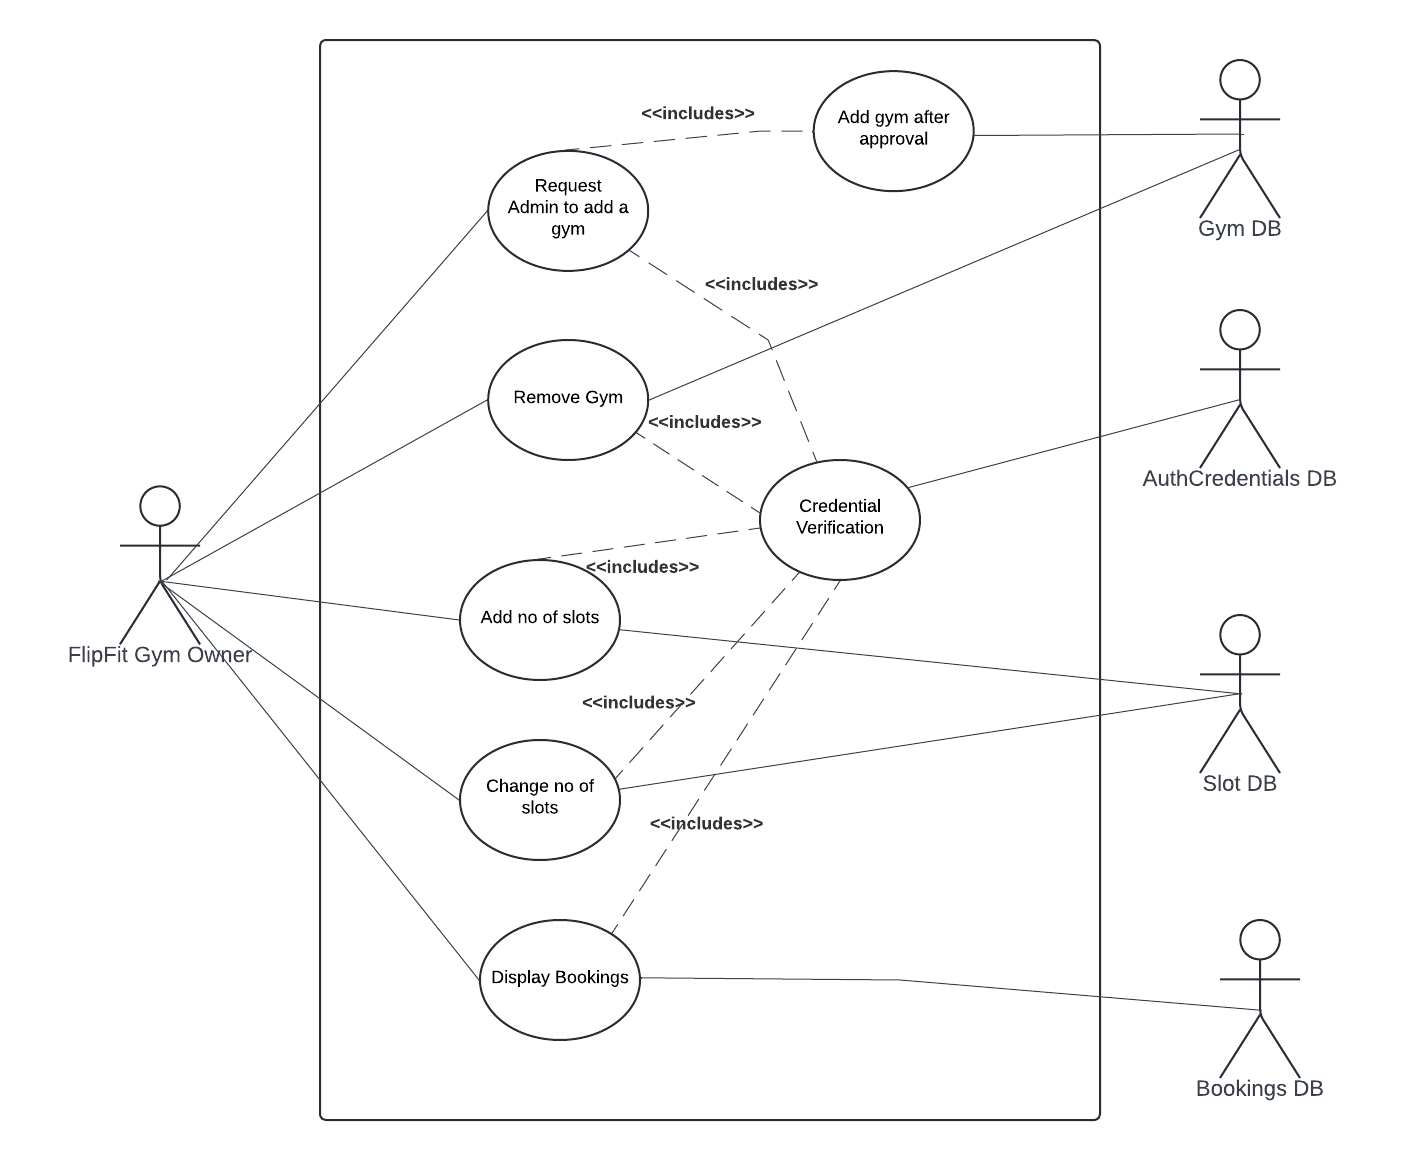 <<includes>>
Add gym after
approval
Request
Admin to add a
gym
Gym DB
<<includes>>
Remove Gym
<<includes>>
AuthCredentials DB
Credential
Verification
<<includes>>
Add no of slots
FlipFit Gym Owner
<<includes>>
Change no of
slots
Slot DB
<<includes>>
Display Bookings
Bookings DB